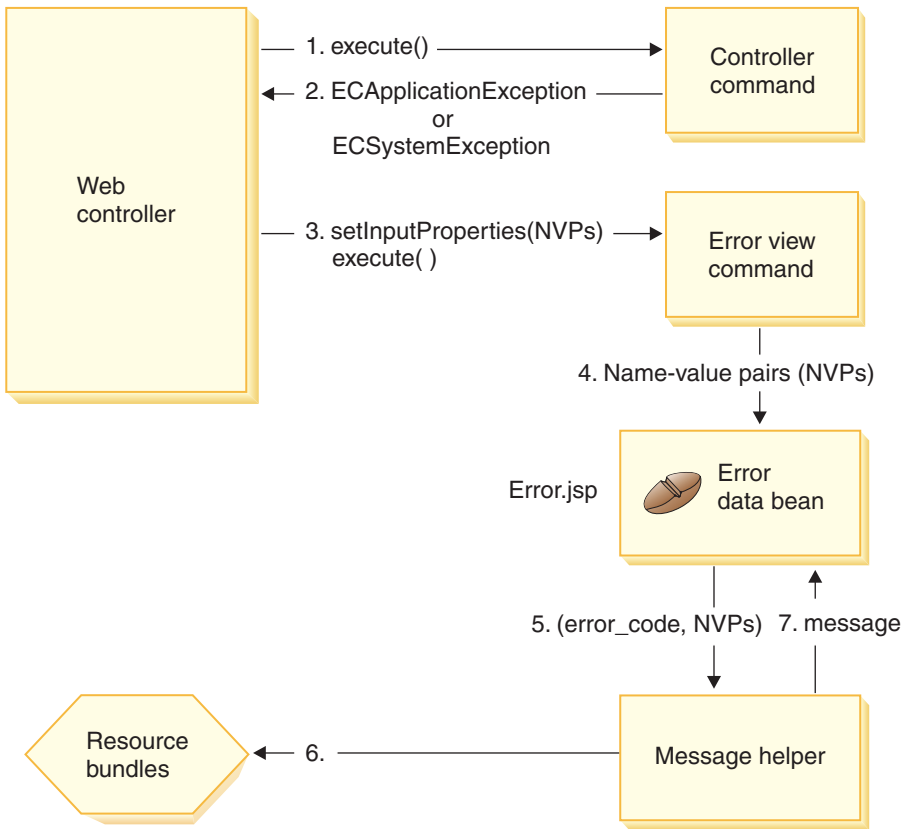 1. execute()
Controller
command
2. ECApplicationException
or
ECSystemException
Web
controller
3. setInputProperties(NVPs)
execute( )
Error view
command
4. Name-value pairs (NVPs)
Error.jsp
Error
data bean
5. (error_code, NVPs)
7. message
Resource
bundles
6.
Message helper